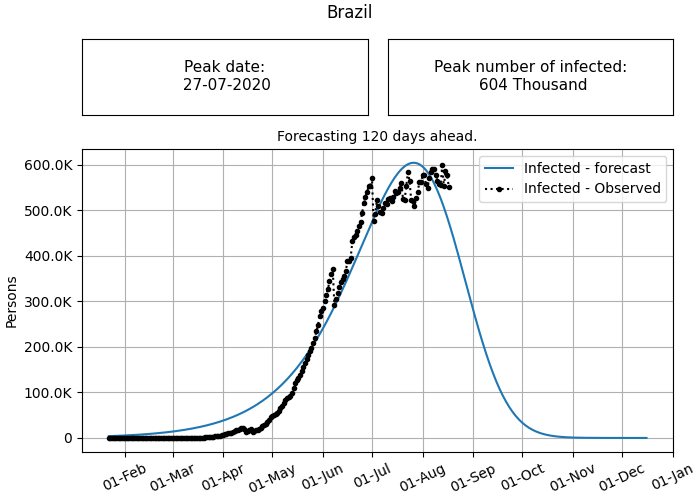 Brazil
Peak date:
27-07-2020
Peak number of infected:
604 Thousand
Forecasting 120 days ahead.
Infected - forecast
Infected - Observed
Persons
600.0K
500.0K
400.0K
300.0K
200.0K
100.0K
0
01-Feb
01-Mar
01-Apr
01-May
01-Jun
01-Jul
01-Aug
01-Sep
01-Oct
01-Nov
01-Dec
01-Jan